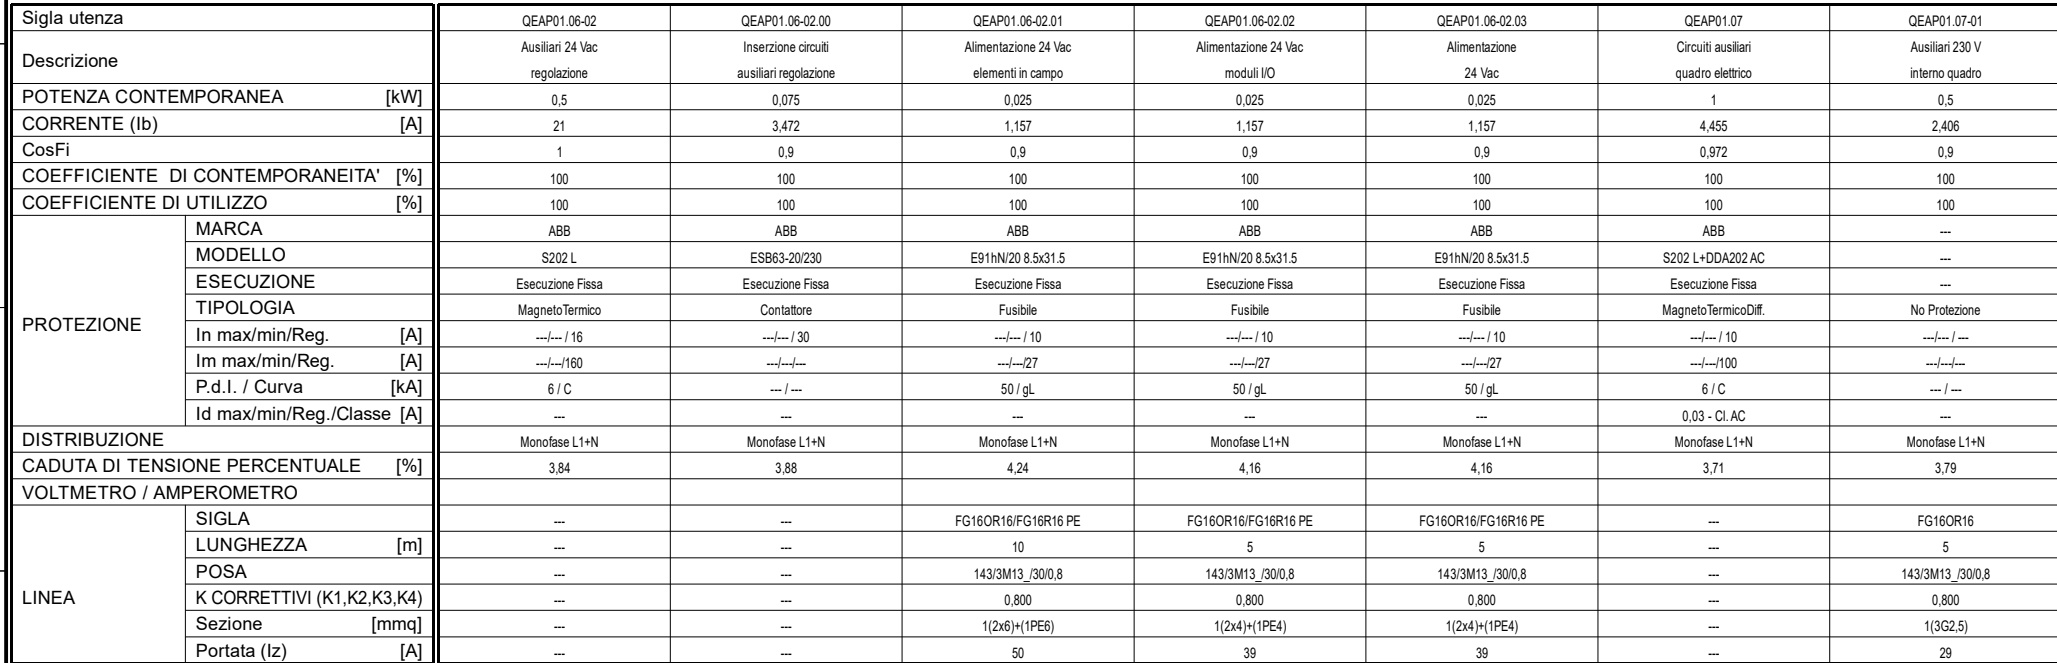 Sigla utenza QEAP01.06-02 QEAP01.06-02.00 QEAP01.06-02.01 QEAP01.06-02.02 QEAP01.06-02.03 QEAP01.07 QEAP01.07-01
Descrizione Ausiliari 24 Vac Inserzione circuiti Alimentazione 24 Vac Alimentazione 24 Vac Alimentazione Circuiti ausiliari Ausiliari 230 V
regolazione ausiliari regolazione elementi in campo moduli I/O 24 Vac quadro elettrico interno quadro
POTENZA CONTEMPORANEA [kW] 0,5 0,075 0,025 0,025 0,025 1 0,5
CORRENTE (Ib) [A] 21 3,472 1,157 1,157 1,157 4,455 2,406
CosFi 1 0,9 0,9 0,9 0,9 0,972 0,9
COEFFICIENTE DI CONTEMPORANEITA' [%] 100 100 100 100 100 100 100
COEFFICIENTE DI UTILIZZO [%] 100 100 100 100 100 100 100
PROTEZIONE
MARCA ABB ABB ABB ABB ABB ABB ---
MODELLO S202 L ESB63-20/230 E91hN/20 8.5x31.5 E91hN/20 8.5x31.5 E91hN/20 8.5x31.5 S202 L+DDA202 AC ---
ESECUZIONE Esecuzione Fissa Esecuzione Fissa Esecuzione Fissa Esecuzione Fissa Esecuzione Fissa Esecuzione Fissa ---
TIPOLOGIA MagnetoTermico Contattore Fusibile Fusibile Fusibile MagnetoTermicoDiff. No Protezione
In max/min/Reg. [A] ---/--- / 16 ---/--- / 30 ---/--- / 10 ---/--- / 10 ---/--- / 10 ---/--- / 10 ---/--- / ---
Im max/min/Reg. [A] ---/---/160 ---/---/--- ---/---/27 ---/---/27 ---/---/27 ---/---/100 ---/---/---
P.d.I. / Curva [kA] 6 / C --- / --- 50 / gL 50 / gL 50 / gL 6 / C --- / ---
Id max/min/Reg./Classe [A] --- --- --- --- --- 0,03 - Cl. AC ---
DISTRIBUZIONE Monofase L1+N Monofase L1+N Monofase L1+N Monofase L1+N Monofase L1+N Monofase L1+N Monofase L1+N
CADUTA DI TENSIONE PERCENTUALE [%] 3,84 3,88 4,24 4,16 4,16 3,71 3,79
VOLTMETRO / AMPEROMETRO
LINEA
SIGLA --- --- FG16OR16/FG16R16 PE FG16OR16/FG16R16 PE FG16OR16/FG16R16 PE --- FG16OR16
LUNGHEZZA [m] --- --- 10 5 5 --- 5
POSA --- --- 143/3M13_/30/0,8 143/3M13_/30/0,8 143/3M13_/30/0,8 --- 143/3M13_/30/0,8
K CORRETTIVI (K1,K2,K3,K4) --- --- 0,800 0,800 0,800 --- 0,800
Sezione [mmq] --- --- 1(2x6)+(1PE6) 1(2x4)+(1PE4) 1(2x4)+(1PE4) --- 1(3G2,5)
Portata (Iz) [A] --- --- 50 39 39 --- 29